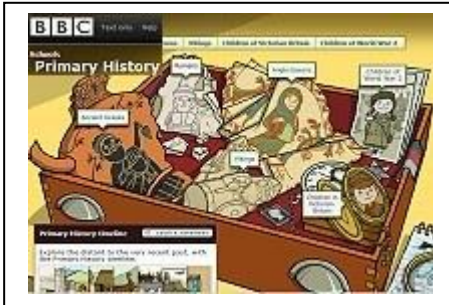 BBC
Text only Help
Vikings Children of Victorian Britain Children of World War 2
Schools
Primary History
Romans
Anglo-Saxons
Children of
World War 2
Ancient Greeks
Vikings
Children of
Victorian
Britain
Primary History timeline
Explore the distant to the very recent past, with
the Primary History timeline.